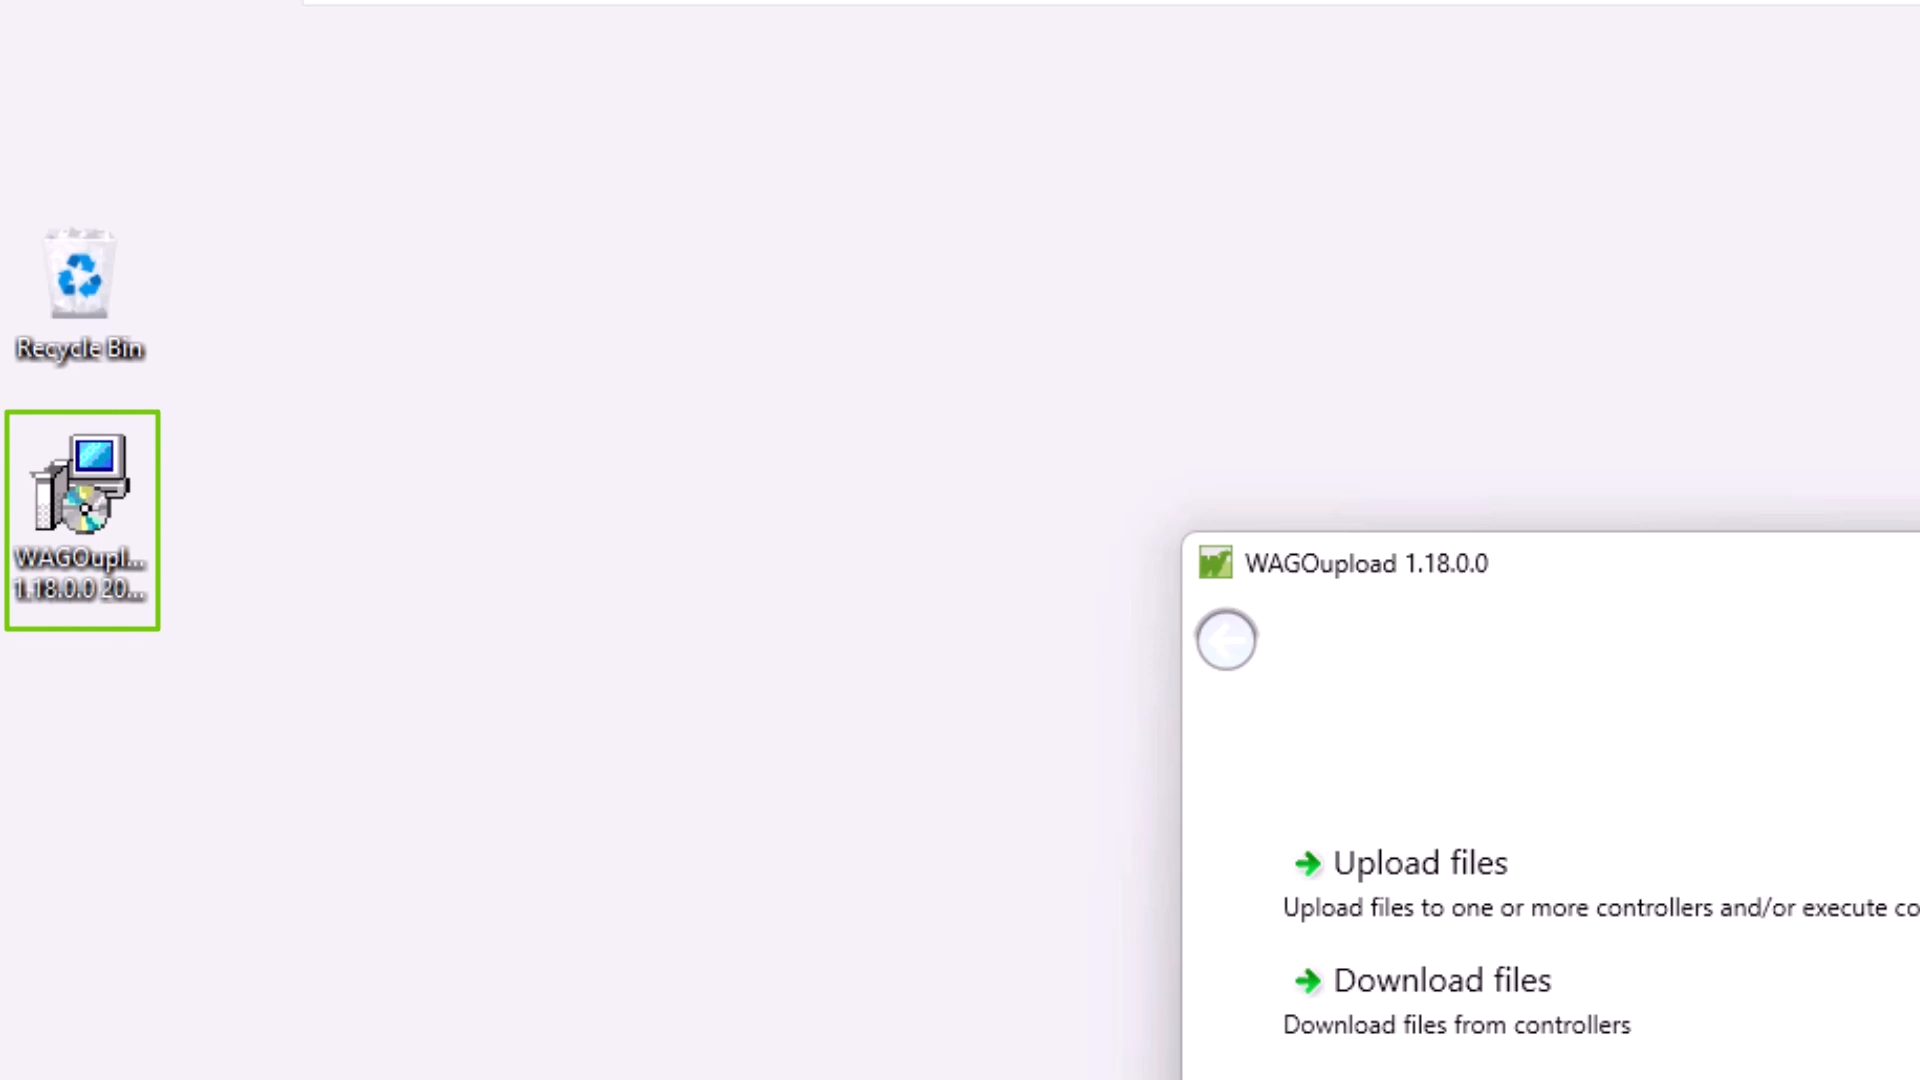 Recycle Bin
WAGOupl...
1.18.0.0 20...
WAGOupload 1.18.0.0
Upload files
Upload files to one or more controllers and/or execute co
Download files
Download files from controllers